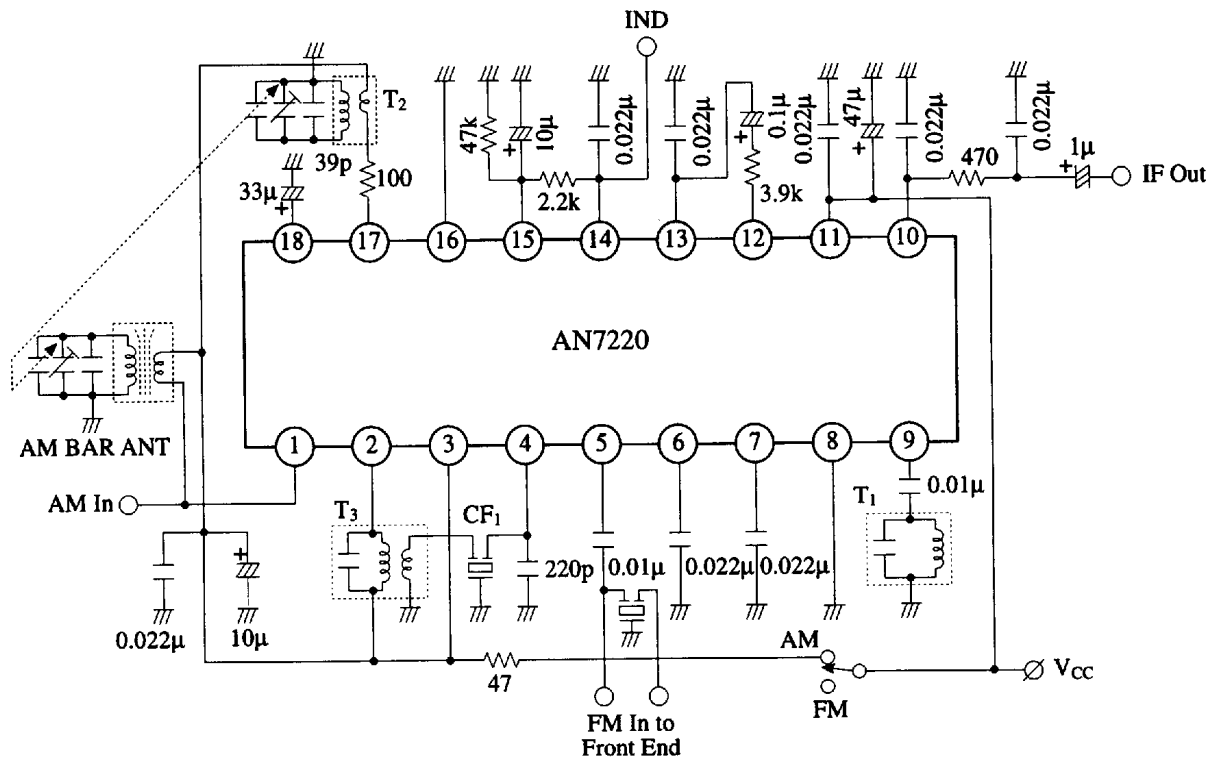 IND
T2
39p
33μ
100
47k
10μ
2.2k
0.022μ
0.022μ
0.1μ
3.9k
0.022μ
47μ
0.022μ
470
0.022μ
1μ
IF Out
18
17
16
15
14
13
12
11
10
AN7220
AM BAR ANT
1
2
3
4
5
6
7
8
9
AM In
T3
CF1
220p
0.01μ
0.022μ
0.022μ
T1
0.01μ
0.022μ
10μ
47
AM
FM
VCC
FM In to
Front End
+
+
+
+
+
+